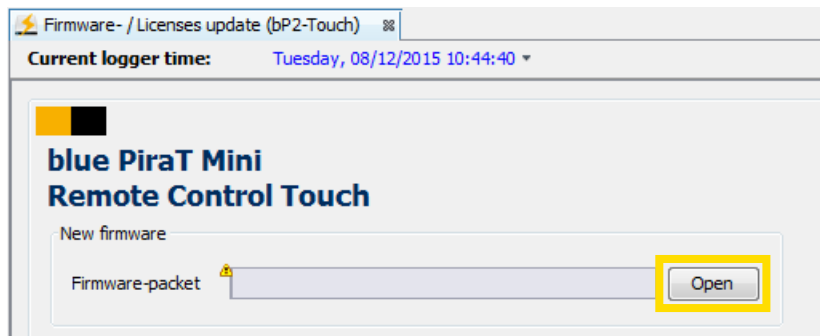 Firmware- / Licenses update (bP2-Touch)
Current logger time: Tuesday, 08/12/2015 10:44:40
blue PiraT Mini
Remote Control Touch
New firmware
Firmware-packet Open